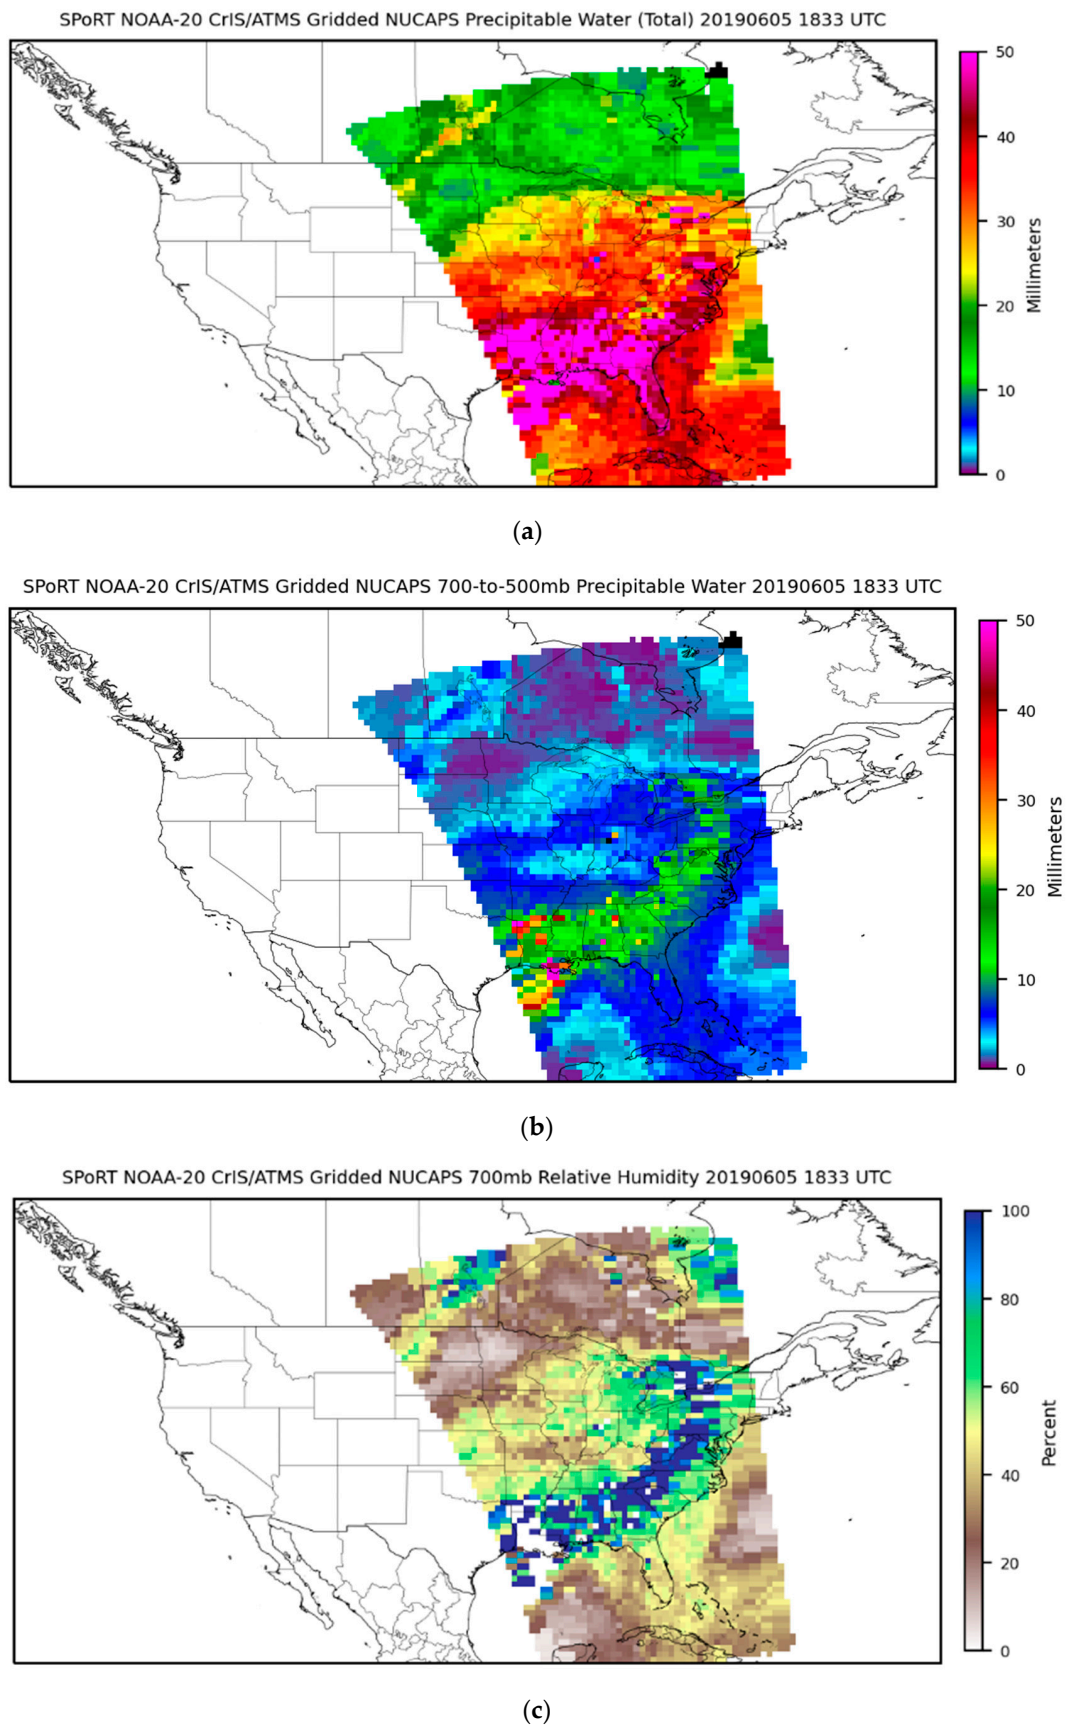 SPoRT NOAA-20 CrIS/ATMS Gridded NUCAPS Precipitable Water (Total) 20190605 1833 UTC
50
40
30
20
10
0
Millimeters
(a)
SPoRT NOAA-20 CrIS/ATMS Gridded NUCAPS 700-to-500mb Precipitable Water 20190605 1833 UTC
50
40
30
20
10
0
Millimeters
(b)
SPoRT NOAA-20 CrIS/ATMS Gridded NUCAPS 700mb Relative Humidity 20190605 1833 UTC
100
80
60
40
20
0
Percent
(c)